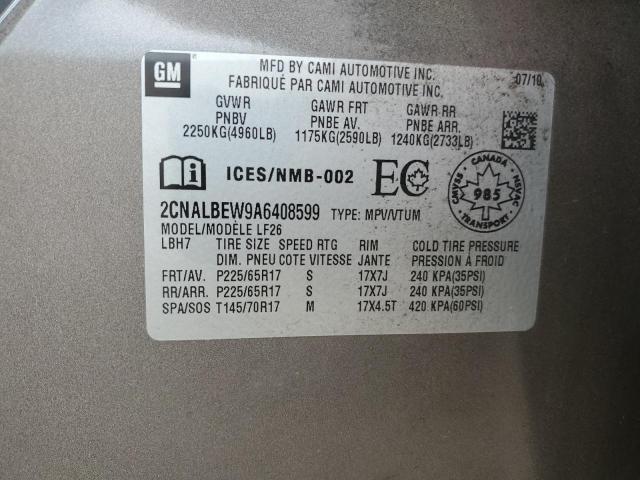 GM
MFD BY CAMI AUTOMOTIVE INC.
07/10
FABRIQUÉ PAR CAMI AUTOMOTIVE INC.
GVWR GAWR FRT GAWR RR
PNBV PNBE AV. PNBE ARR.
2250KG(4960LB) 1175KG(2590LB) 1240KG(2733LB)
i ICES/NMB-002 EC
CANADA
CMVSS 985 NSVAC
TRANSPORT
2CNALBEW9A6408599 TYPE: MPV/VTUM
MODEL/MODÈLE LF26
LBH7 TIRE SIZE SPEED RTG RIM COLD TIRE PRESSURE
DIM. PNEU COTE VITESSE JANTE PRESSION À FROID
FRT/AV. P225/65R17 S 17X7J 240 KPA(35PSI)
RR/ARR. P225/65R17 S 17X7J 240 KPA(35PSI)
SPA/SOS T145/70R17 M 17X4.5T 420 KPA(60PSI)